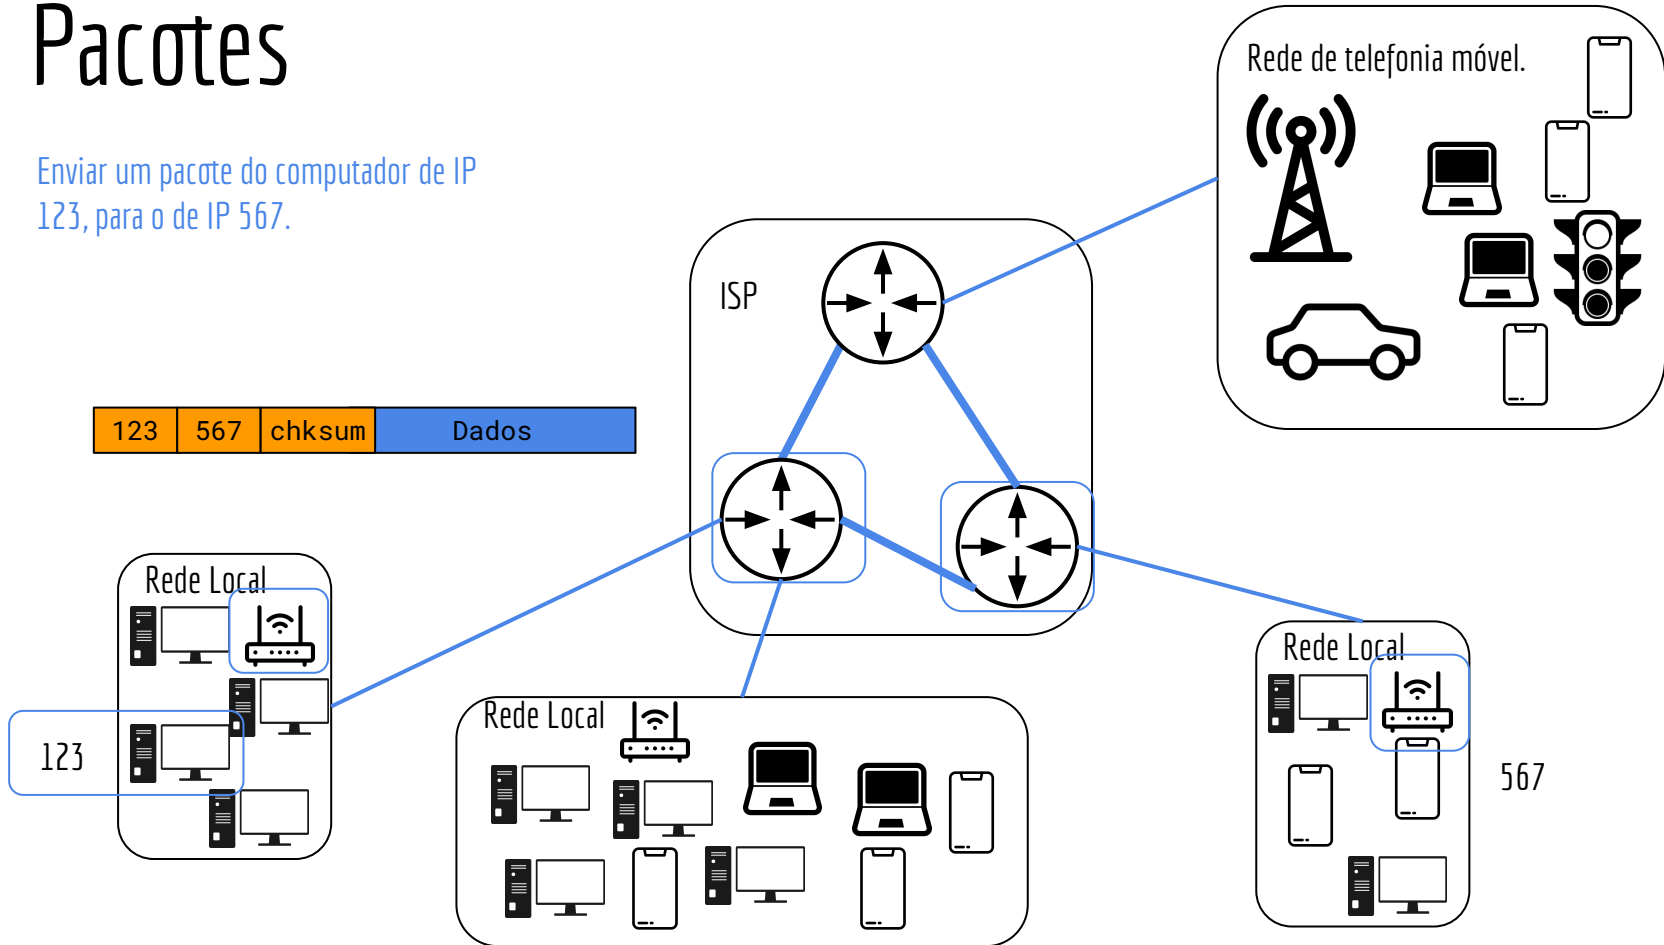 Pacotes
Enviar um pacote do computador de IP
123, para o de IP 567.
Rede de telefonia móvel.
ISP
123 567 chksum Dados
Rede Local
123
Rede Local
Rede Local
567